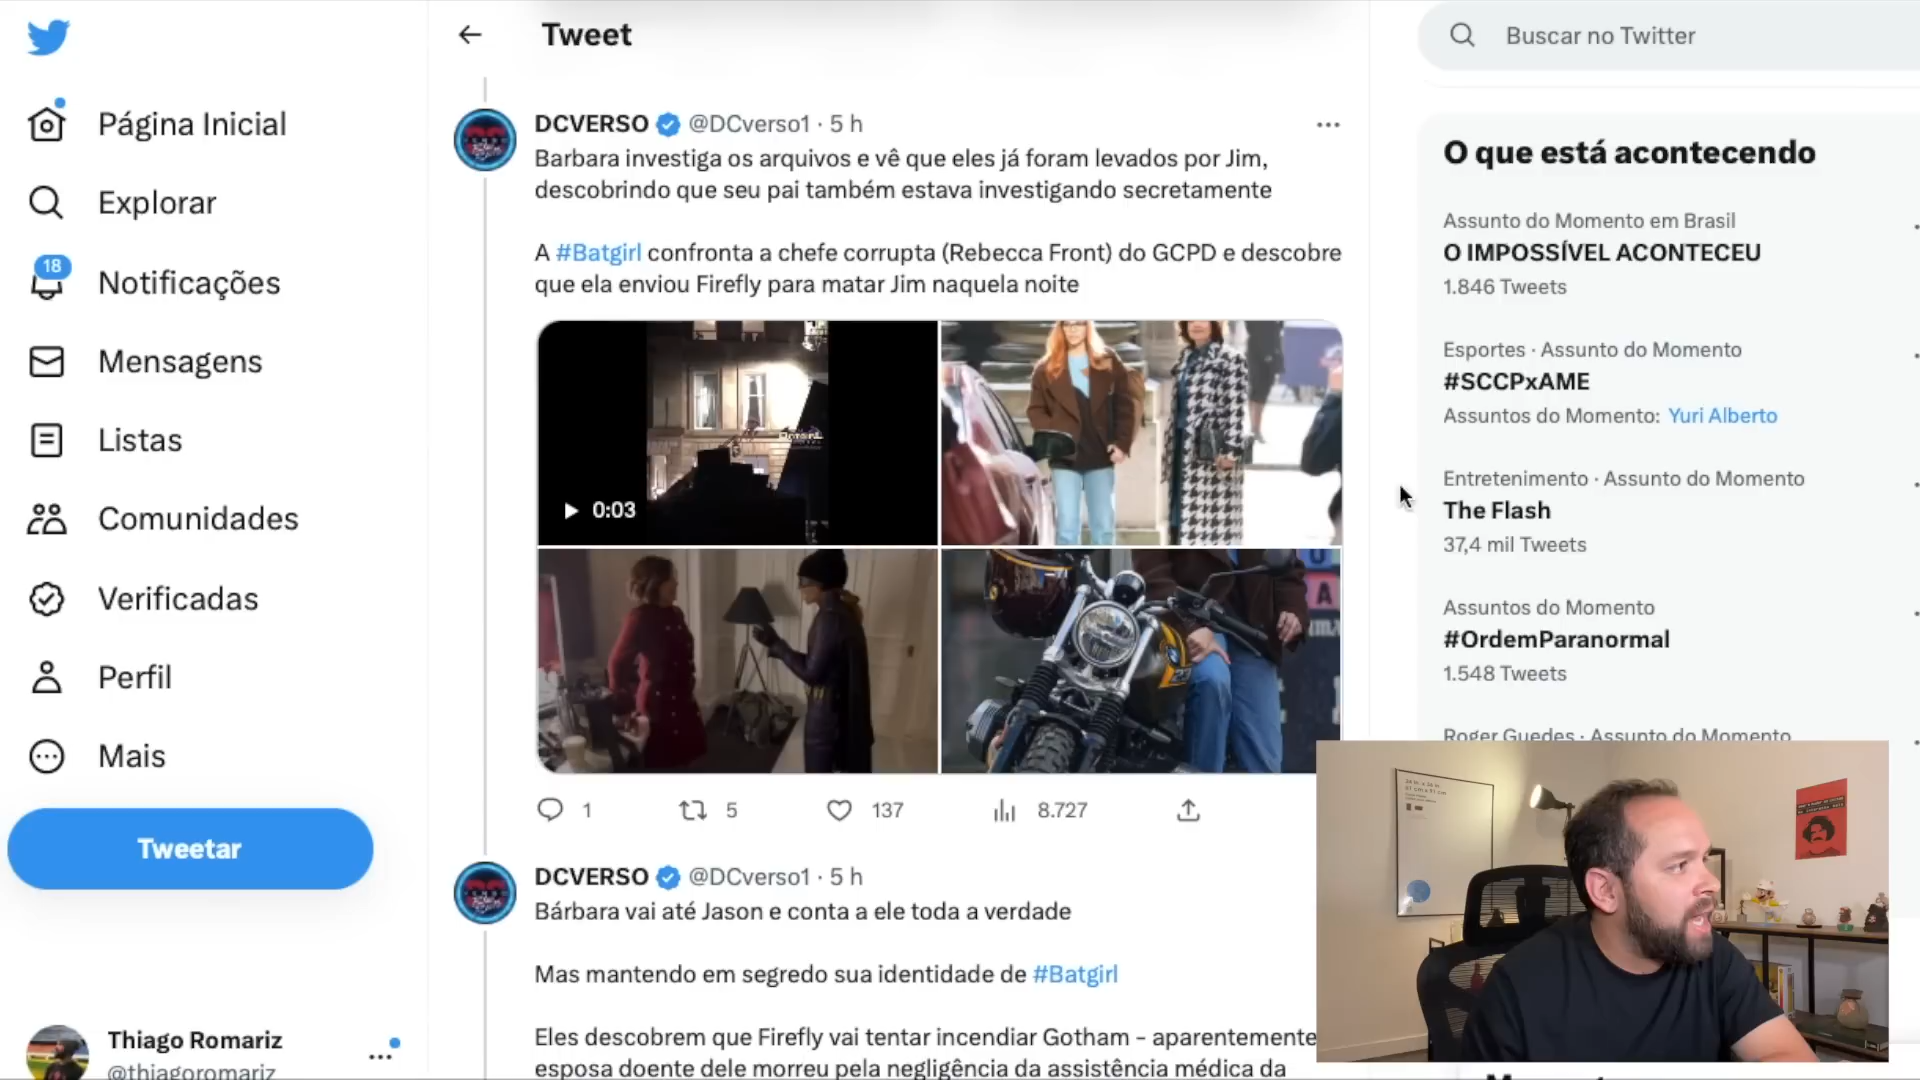 Tweet
Buscar no Twitter
Página Inicial
Explorar
18
Notificações
Mensagens
Listas
Comunidades
Verificadas
Perfil
Mais
Tweetar
Thiago Romariz
@thiagoromariz
DCVERSO @DCverso1 · 5 h
Barbara investiga os arquivos e vê que eles já foram levados por Jim,
descobrindo que seu pai também estava investigando secretamente
A #Batgirl confronta a chefe corrupta (Rebecca Front) do GCPD e descobre
que ela enviou Firefly para matar Jim naquela noite
0:03
1 5 137 8.727
DCVERSO @DCverso1 · 5 h
Bárbara vai até Jason e conta a ele toda a verdade
Mas mantendo em segredo sua identidade de #Batgirl
Eles descobrem que Firefly vai tentar incendiar Gotham - aparentemente
esposa doente dele morreu pela negligência da assistência médica da
O que está acontecendo
Assunto do Momento em Brasil
O IMPOSSÍVEL ACONTECEU
1.846 Tweets
Esportes · Assunto do Momento
#SCCPxAME
Assuntos do Momento: Yuri Alberto
Entretenimento · Assunto do Momento
The Flash
37,4 mil Tweets
Assuntos do Momento
#OrdemParanormal
1.548 Tweets
Roger Guedes · Assunto do Momento